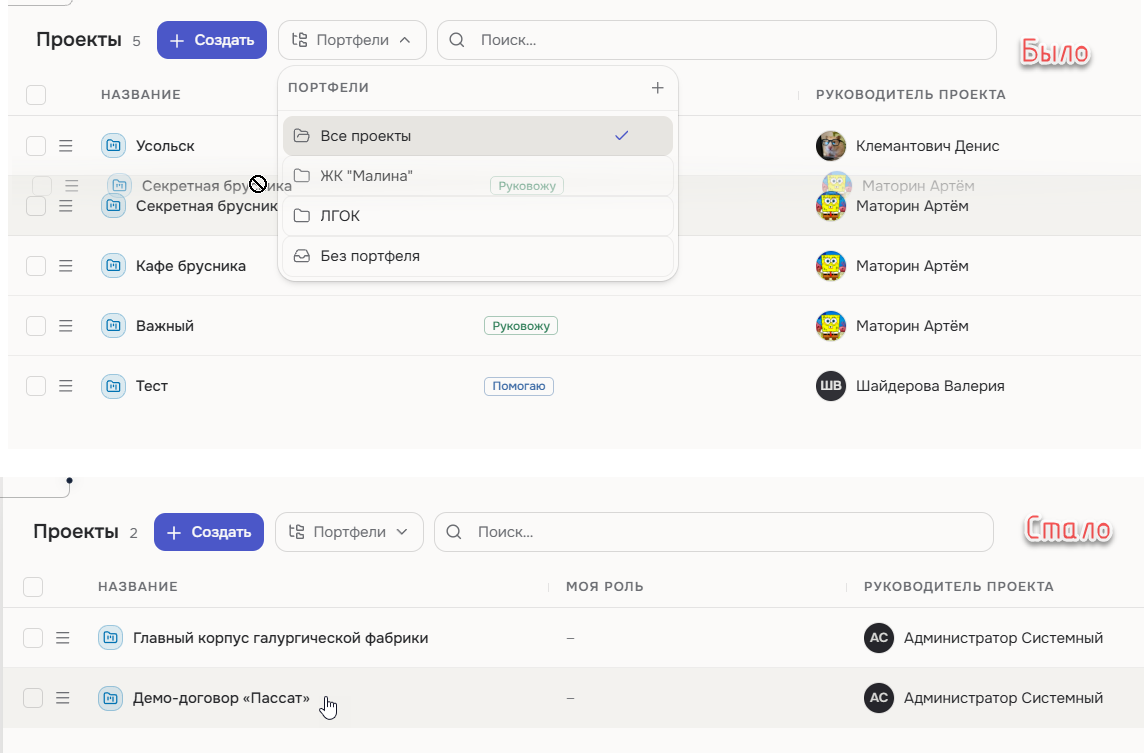 Проекты 5
+ Создать
Портфели
Поиск...
Было
ПОРТФЕЛИ
НАЗВАНИЕ
РУКОВОДИТЕЛЬ ПРОЕКТА
Все проекты
Усольск
Клемантович Денис
ЖК "Малина"
Секретная брусника
Руковожу
Маторин Артём
Секретная брусник
Маторин Артём
ЛГОК
Без портфеля
Кафе брусника
Маторин Артём
Важный
Руковожу
Маторин Артём
Тест
Помогаю
ШВ Шайдерова Валерия
Проекты 2
+ Создать
Портфели
Поиск...
Стало
НАЗВАНИЕ
МОЯ РОЛЬ
РУКОВОДИТЕЛЬ ПРОЕКТА
Главный корпус галургической фабрики
–
АС Администратор Системный
Демо-договор «Пассат»
–
АС Администратор Системный